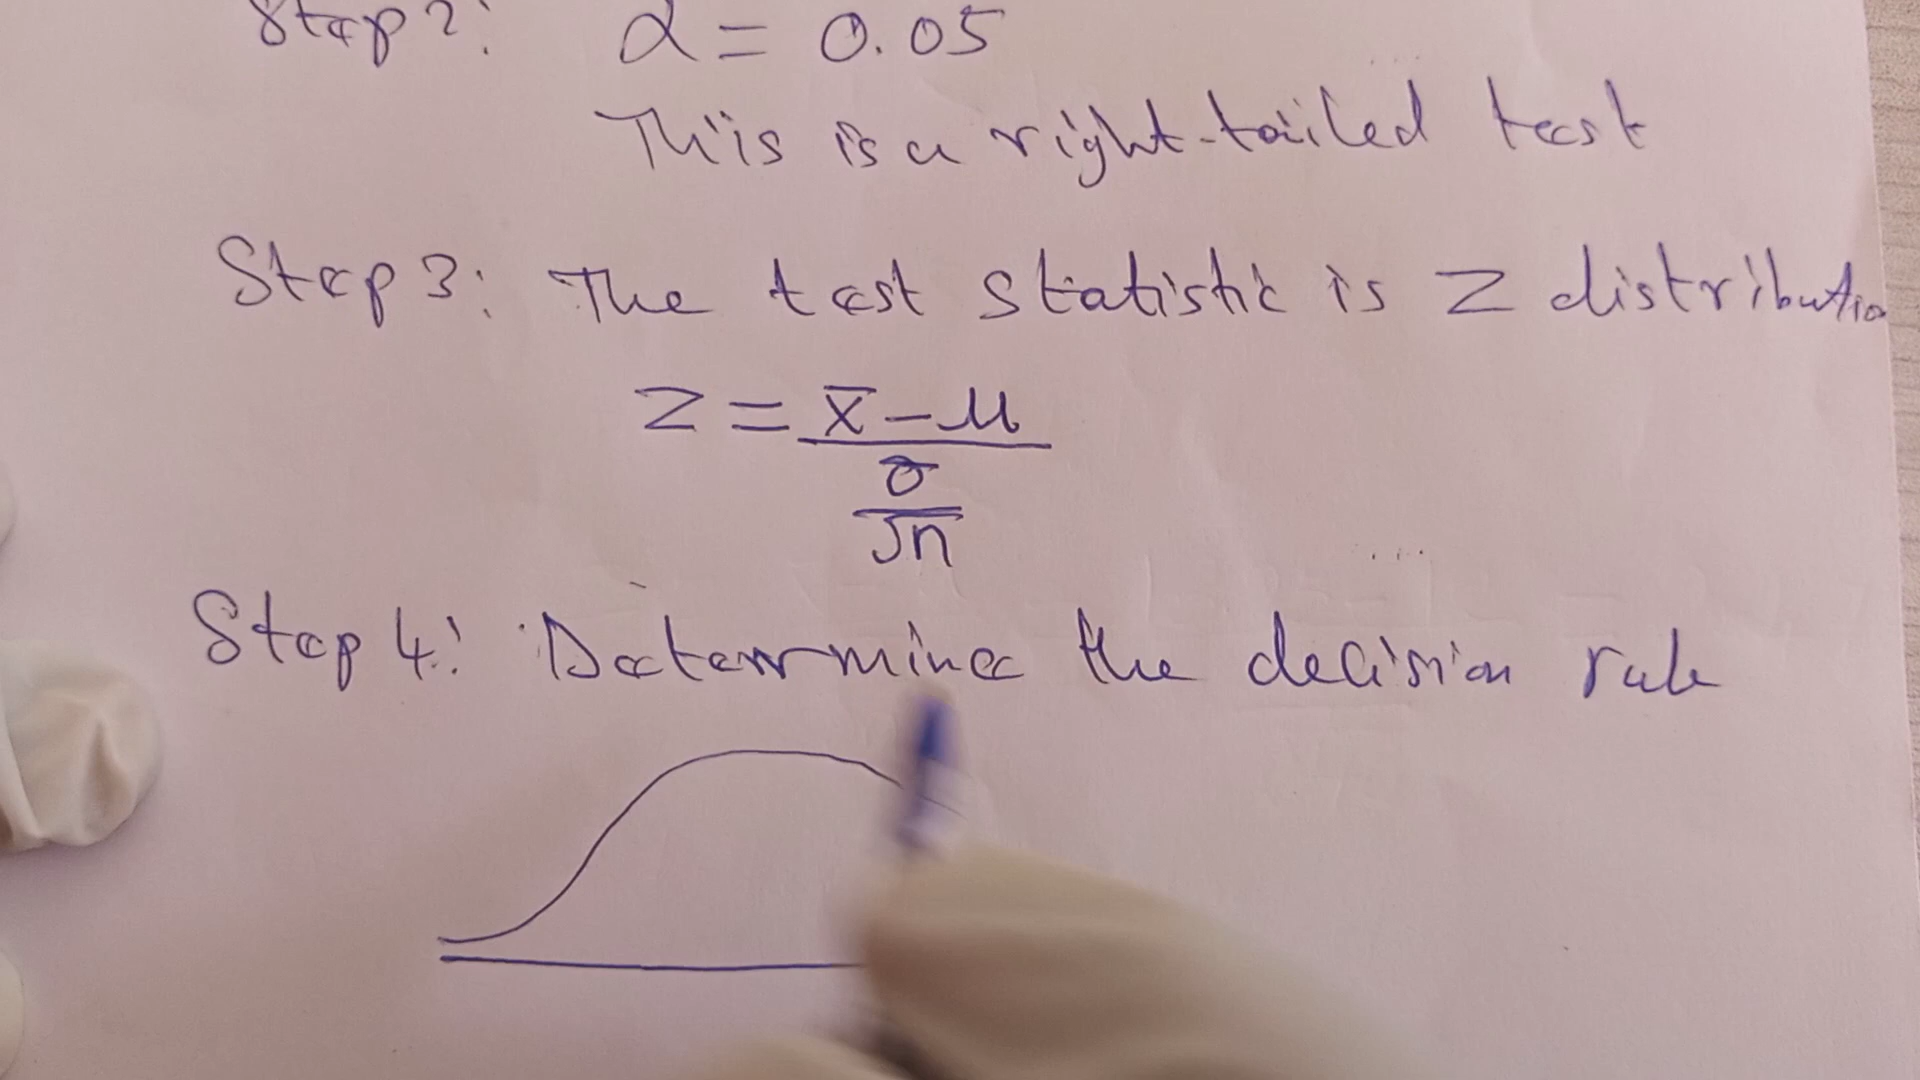 Step 2: α = 0.05
This is a right-tailed test
Step 3: The test statistic is Z distributio
Z = x̄ - μ
σ
√n
Step 4: Determine the decision rule